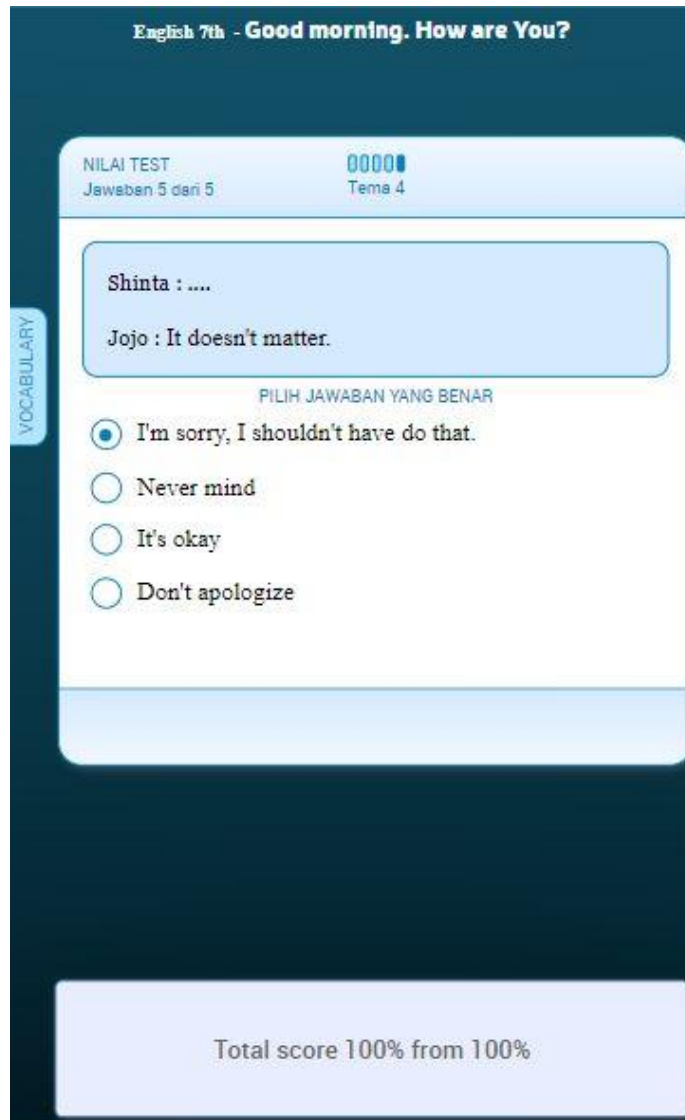 English 7th - Good morning. How are You?
NILAI TEST
Jawaban 5 dari 5
Tema 4
VOCABULARY
Shinta : ....
Jojo : It doesn't matter.
PILIH JAWABAN YANG BENAR
I'm sorry, I shouldn't have do that.
Never mind
It's okay
Don't apologize
Total score 100% from 100%